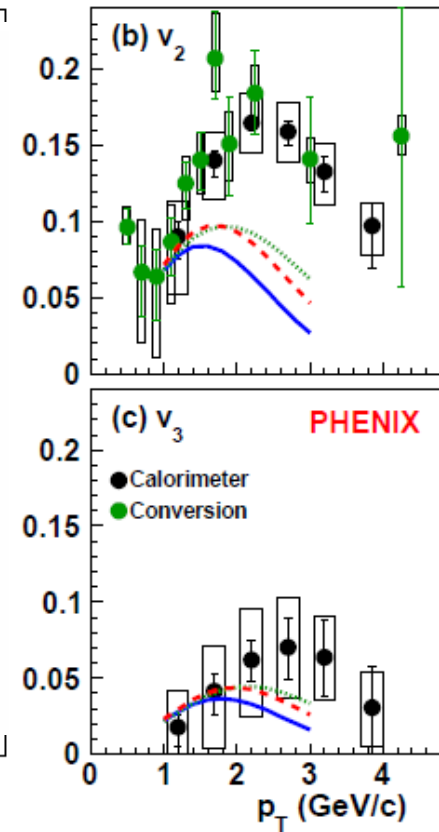 (b) v2
0.2
0.15
0.1
0.05
0
(c) v3 PHENIX
0.2
Calorimeter
Conversion
0.15
0.1
0.05
0
0 1 2 3 4
pT (GeV/c)